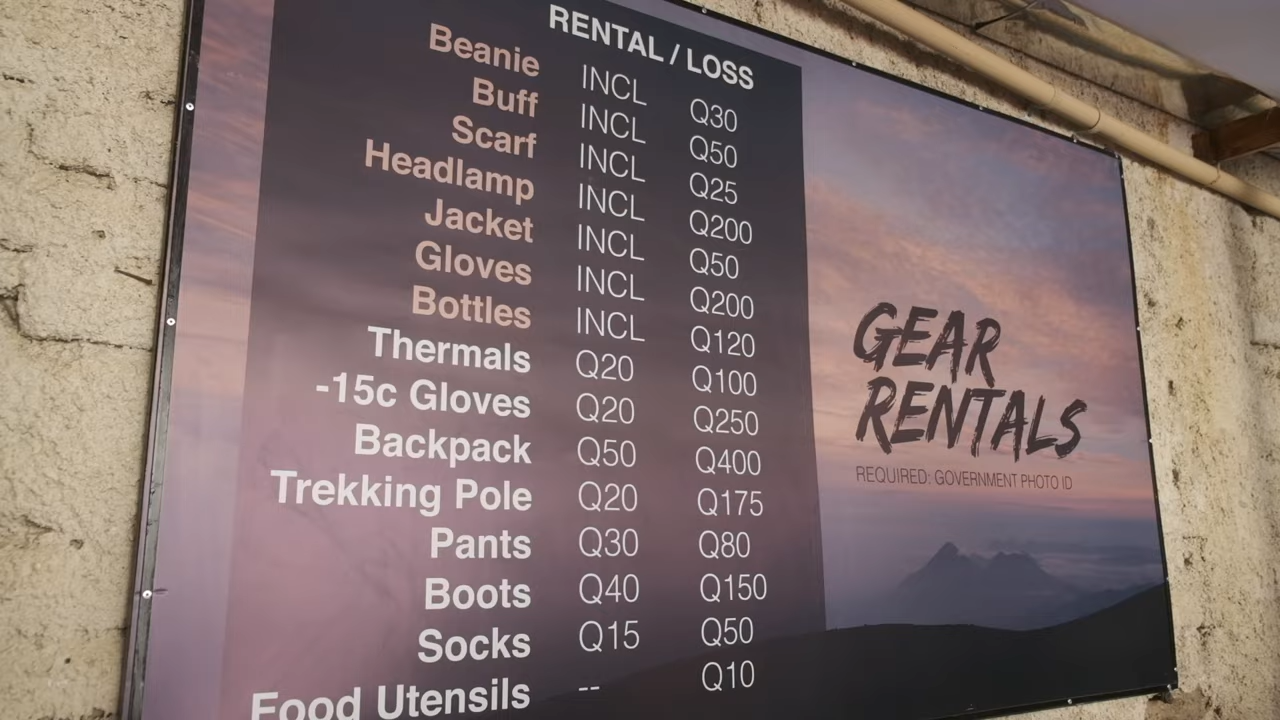 RENTAL / LOSS
Beanie INCL Q30
Buff INCL Q50
Scarf INCL Q25
Headlamp INCL Q200
Jacket INCL Q50
Gloves INCL Q200
Bottles INCL Q120
Thermals Q20 Q100
-15c Gloves Q20 Q250
Backpack Q50 Q400
Trekking Pole Q20 Q175
Pants Q30 Q80
Boots Q40 Q150
Socks Q15 Q50
Food Utensils -- Q10
GEAR
RENTALS
REQUIRED: GOVERNMENT PHOTO ID